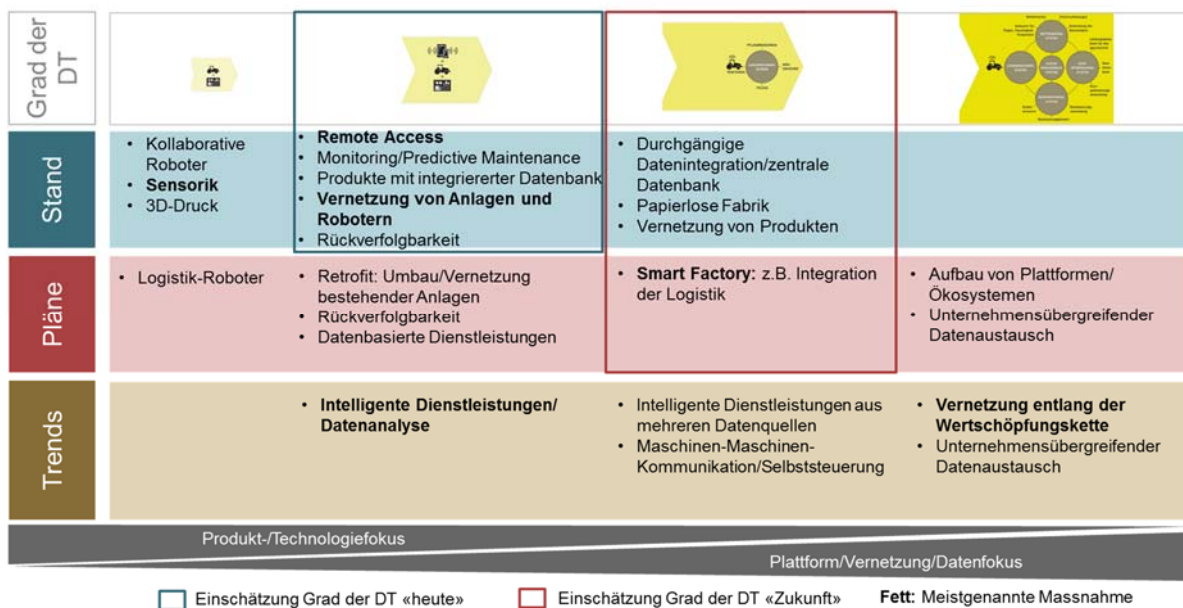 Grad der
DT
Stand
• Kollaborative
Roboter
• Sensorik
• 3D-Druck
• Remote Access
• Monitoring/Predictive Maintenance
• Produkte mit integriererter Datenbank
• Vernetzung von Anlagen und
Robotern
• Rückverfolgbarkeit
• Durchgängige
Datenintegration/zentrale
Datenbank
• Papierlose Fabrik
• Vernetzung von Produkten
Pläne
• Logistik-Roboter
• Retrofit: Umbau/Vernetzung
bestehender Anlagen
• Rückverfolgbarkeit
• Datenbasierte Dienstleistungen
• Smart Factory: z.B. Integration
der Logistik
• Aufbau von Plattformen/
Ökosystemen
• Unternehmensübergreifender
Datenaustausch
Trends
• Intelligente Dienstleistungen/
Datenanalyse
• Intelligente Dienstleistungen aus
mehreren Datenquellen
• Maschinen-Maschinen-
Kommunikation/Selbststeuerung
• Vernetzung entlang der
Wertschöpfungskette
• Unternehmensübergreifender
Datenaustausch
Produkt-/Technologiefokus
Plattform/Vernetzung/Datenfokus
Einschätzung Grad der DT «heute»
Einschätzung Grad der DT «Zukunft»
Fett: Meistgenannte Massnahme